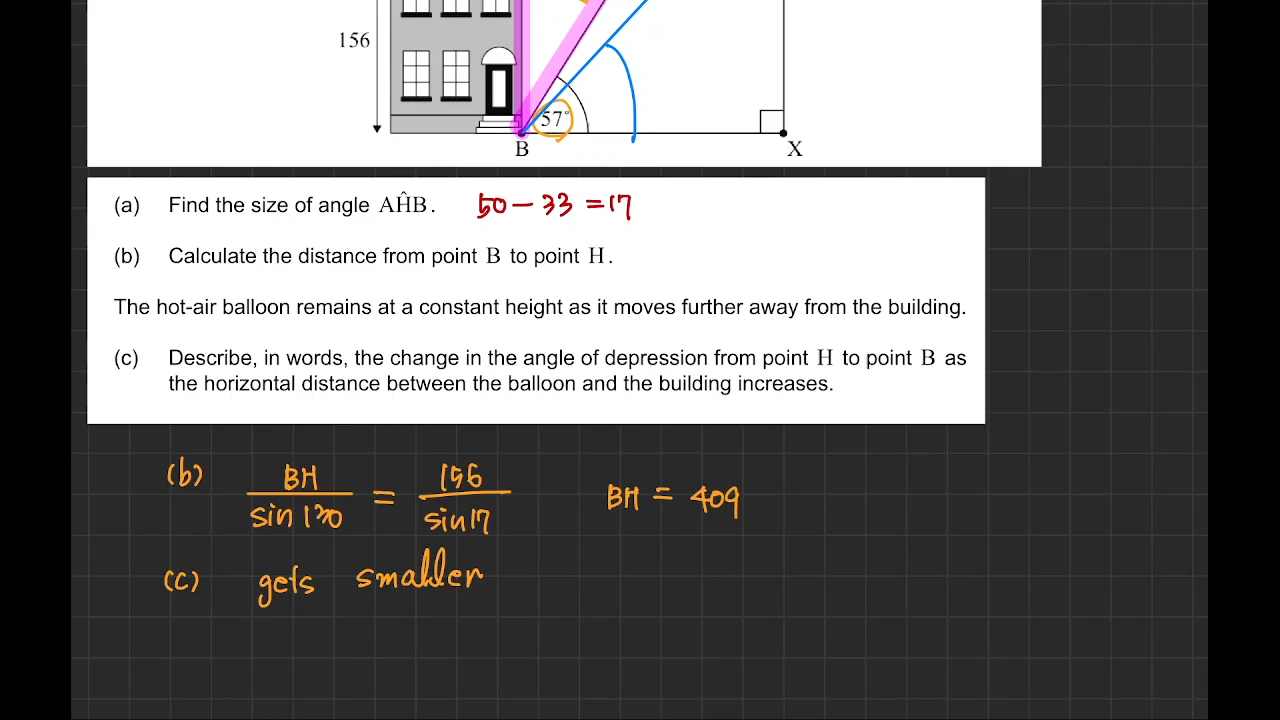 156
57°
B
X
(a) Find the size of angle AĤB. 50 - 33 = 17
(b) Calculate the distance from point B to point H.
The hot-air balloon remains at a constant height as it moves further away from the building.
(c) Describe, in words, the change in the angle of depression from point H to point B as
the horizontal distance between the balloon and the building increases.
(b) BH / sin 130 = 156 / sin 17 BH = 409
(c) gets smaller